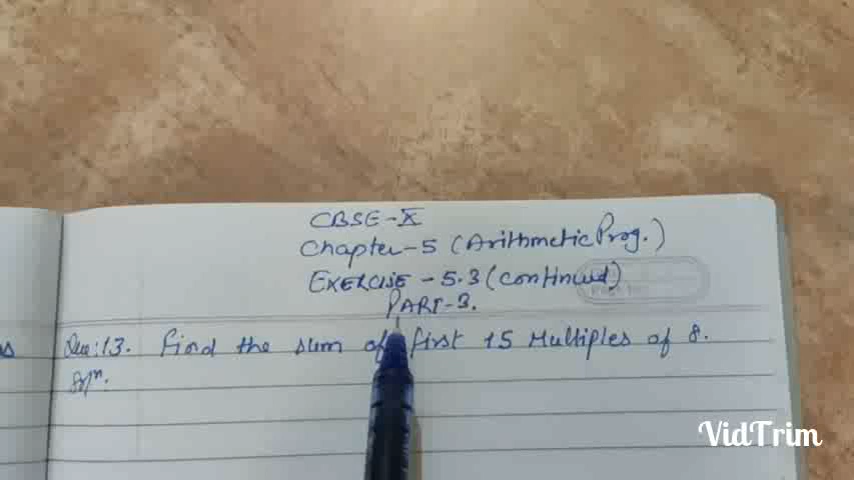 CBSE-X
Chapter-5 (Arithmetic Prog.)
EXERCISE - 5.3 (Continued)
PART-3.
Que:13. Find the sum of first 15 Multiples of 8.
Solⁿ.
VidTrim